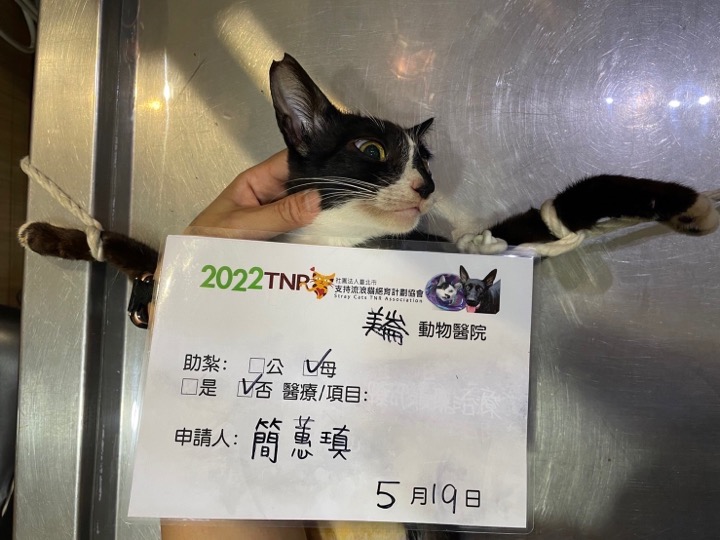 2022TNR 社團法人臺北市
支持流浪貓絕育計劃協會
Stray Cats TNR Association
美崙 動物醫院
助紮: □公 ☑母
□是 ☑否 醫療/項目:
申請人: 簡蕙瑱
5月19日